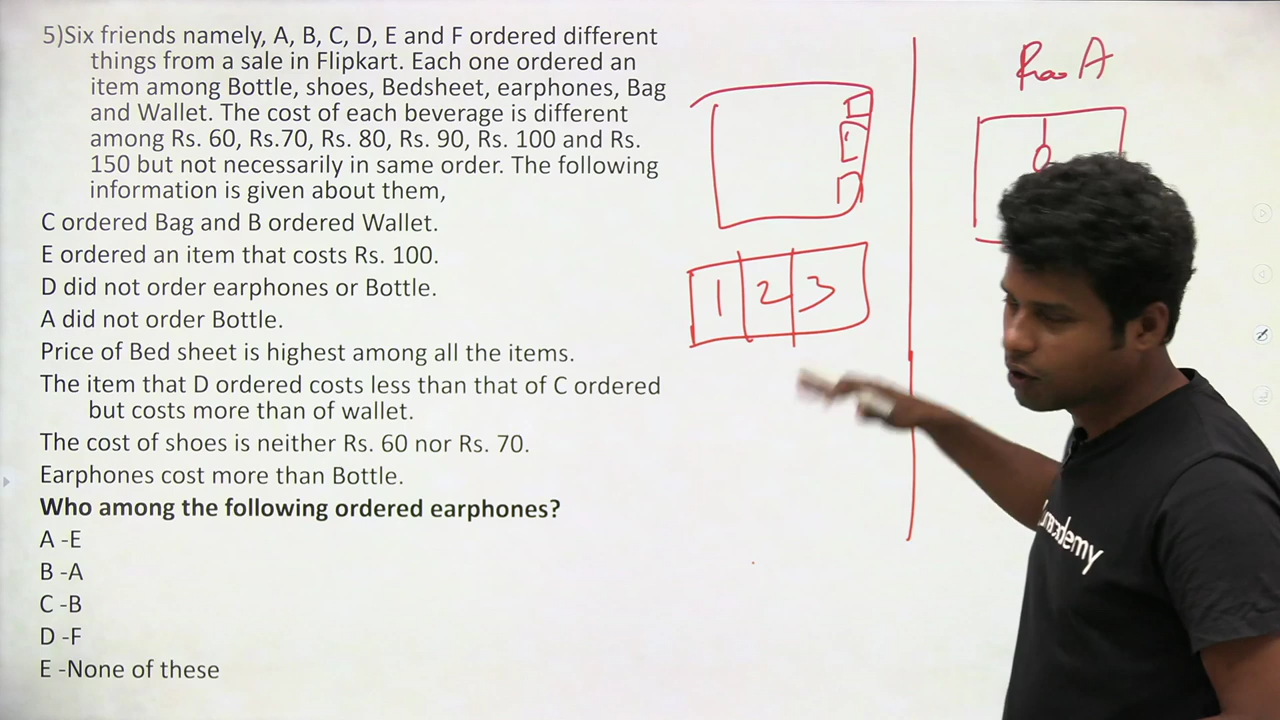 5)Six friends namely, A, B, C, D, E and F ordered different
things from a sale in Flipkart. Each one ordered an
item among Bottle, shoes, Bedsheet, earphones, Bag
and Wallet. The cost of each beverage is different
among Rs. 60, Rs.70, Rs. 80, Rs. 90, Rs. 100 and Rs.
150 but not necessarily in same order. The following
information is given about them,
C ordered Bag and B ordered Wallet.
E ordered an item that costs Rs. 100.
D did not order earphones or Bottle.
A did not order Bottle.
Price of Bed sheet is highest among all the items.
The item that D ordered costs less than that of C ordered
but costs more than of wallet.
The cost of shoes is neither Rs. 60 nor Rs. 70.
Earphones cost more than Bottle.
Who among the following ordered earphones?
A -E
B -A
C -B
D -F
E -None of these
1 2 3
A